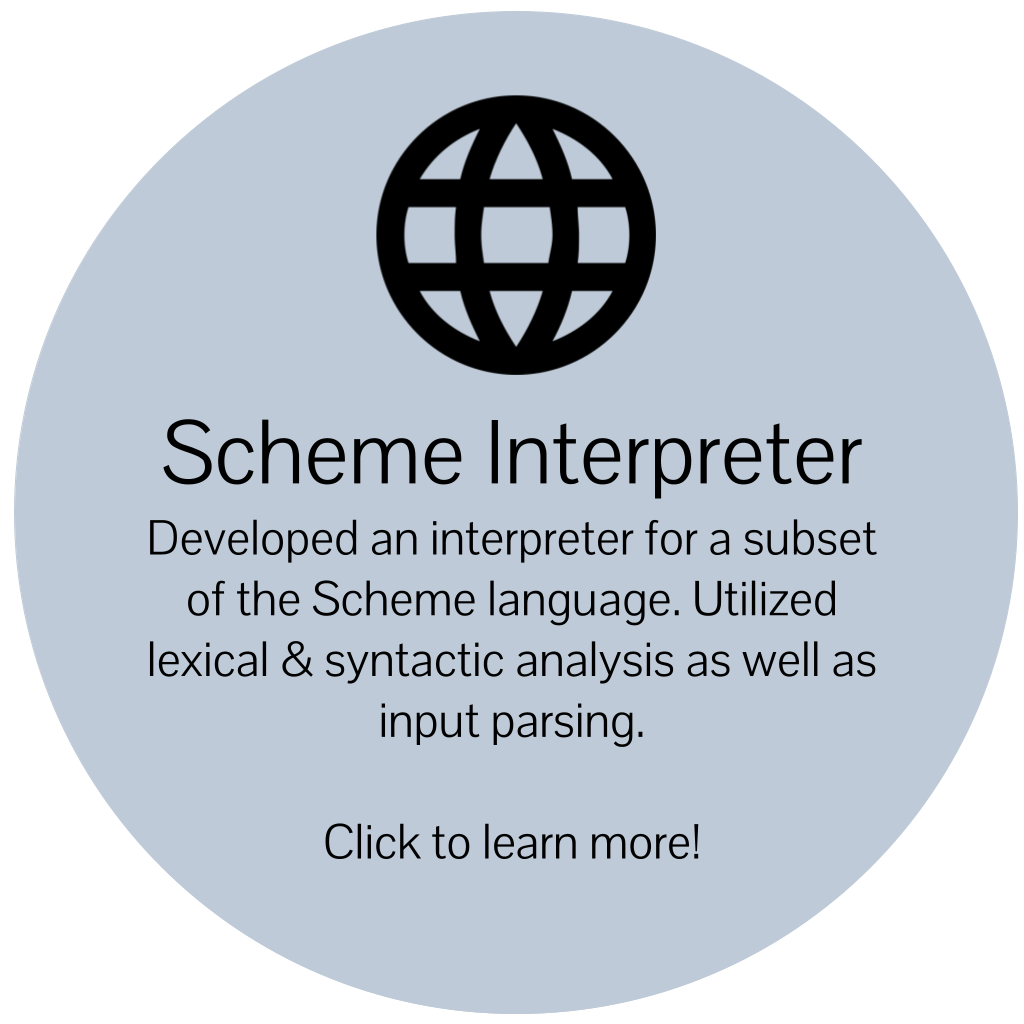 Scheme Interpreter
Developed an interpreter for a subset
of the Scheme language. Utilized
lexical & syntactic analysis as well as
input parsing.
Click to learn more!